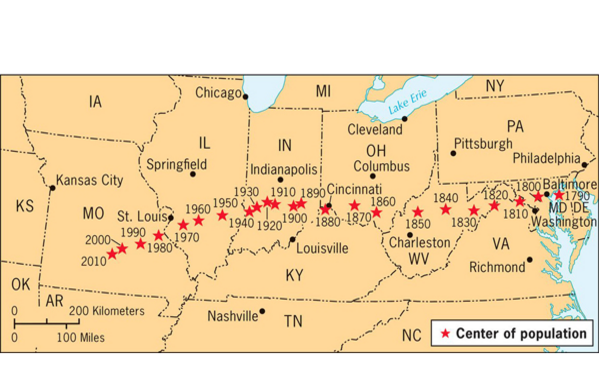 NY
MI
IA
Chicago
Lake Erie
Cleveland
PA
OH
IL
IN
Pittsburgh
Columbus
Philadelphia
Springfield
Indianapolis
Kansas City
1930
1910
1890
Cincinnati
1860
1840
1820
1800
Baltimore
1790
KS
MO
St. Louis
1960
1950
MD
DE
Washington
1990
2000
2010
1980
1970
1940
1920
1900
1880
1870
1850
1830
1810
Louisville
Charleston
WV
VA
Richmond
KY
OK
AR
0
200 Kilometers
0
100 Miles
Nashville
TN
NC
Center of population